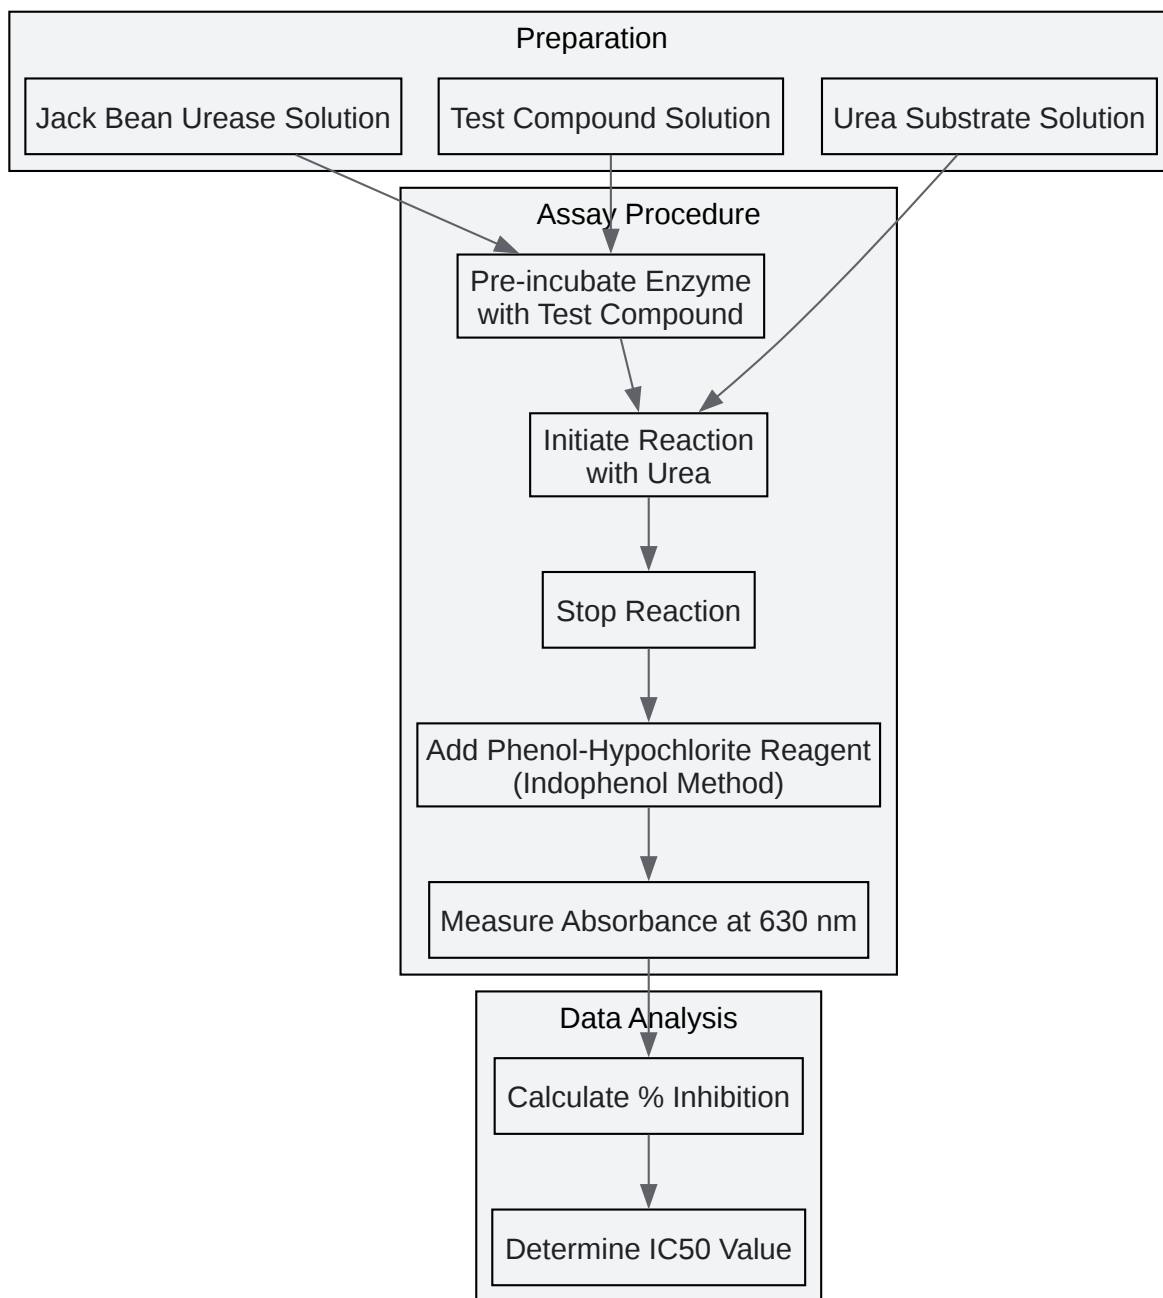 Preparation
Jack Bean Urease Solution
Test Compound Solution
Urea Substrate Solution
Assay Procedure
Pre-incubate Enzyme
with Test Compound
Initiate Reaction
with Urea
Stop Reaction
Add Phenol-Hypochlorite Reagent
(Indophenol Method)
Measure Absorbance at 630 nm
Data Analysis
Calculate % Inhibition
Determine IC50 Value